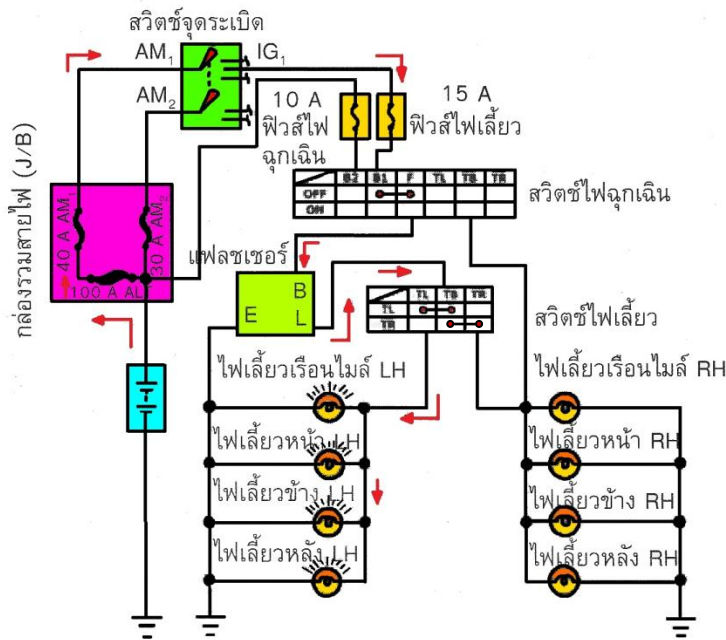 สวิตช์จุดระเบิด
AM₁
IG₁
AM₂
10 A
ฟิวส์ไฟ
ฉุกเฉิน
15 A
ฟิวส์ไฟเลี้ยว
กล่องรวมสายไฟ (J/B)
40 A AM₁
30 A AM₂
100 A ALT
B2 B1 F TL TB TR
OFF
ON
สวิตช์ไฟฉุกเฉิน
แฟลชเชอร์
B
E L
TL TB TR
TL
TR
สวิตช์ไฟเลี้ยว
ไฟเลี้ยวเรือนไมล์ LH
ไฟเลี้ยวหน้า LH
ไฟเลี้ยวข้าง LH
ไฟเลี้ยวหลัง LH
ไฟเลี้ยวเรือนไมล์ RH
ไฟเลี้ยวหน้า RH
ไฟเลี้ยวข้าง RH
ไฟเลี้ยวหลัง RH